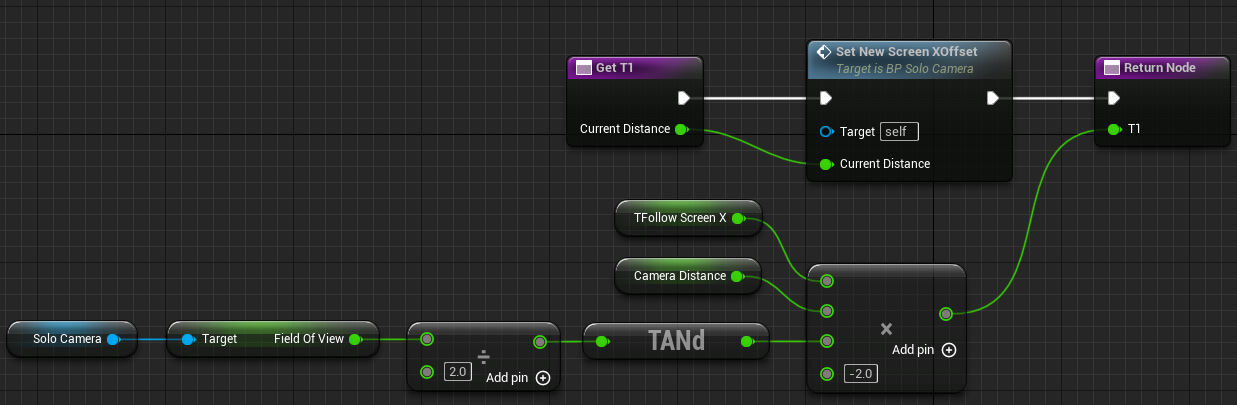 Get T1
Current Distance
Set New Screen XOffset
Target is BP Solo Camera
Target self
Current Distance
Return Node
T1
TFollow Screen X
Camera Distance
Solo Camera
Target Field Of View
÷
2.0
Add pin
TANd
×
Add pin
-2.0